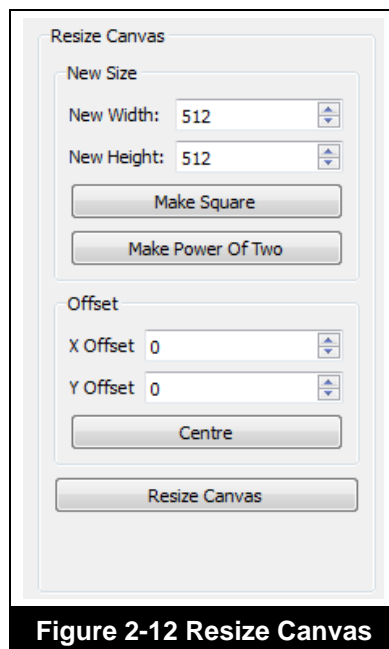 Resize Canvas
New Size
New Width: 512
New Height: 512
Make Square
Make Power Of Two
Offset
X Offset 0
Y Offset 0
Centre
Resize Canvas
Figure 2-12 Resize Canvas